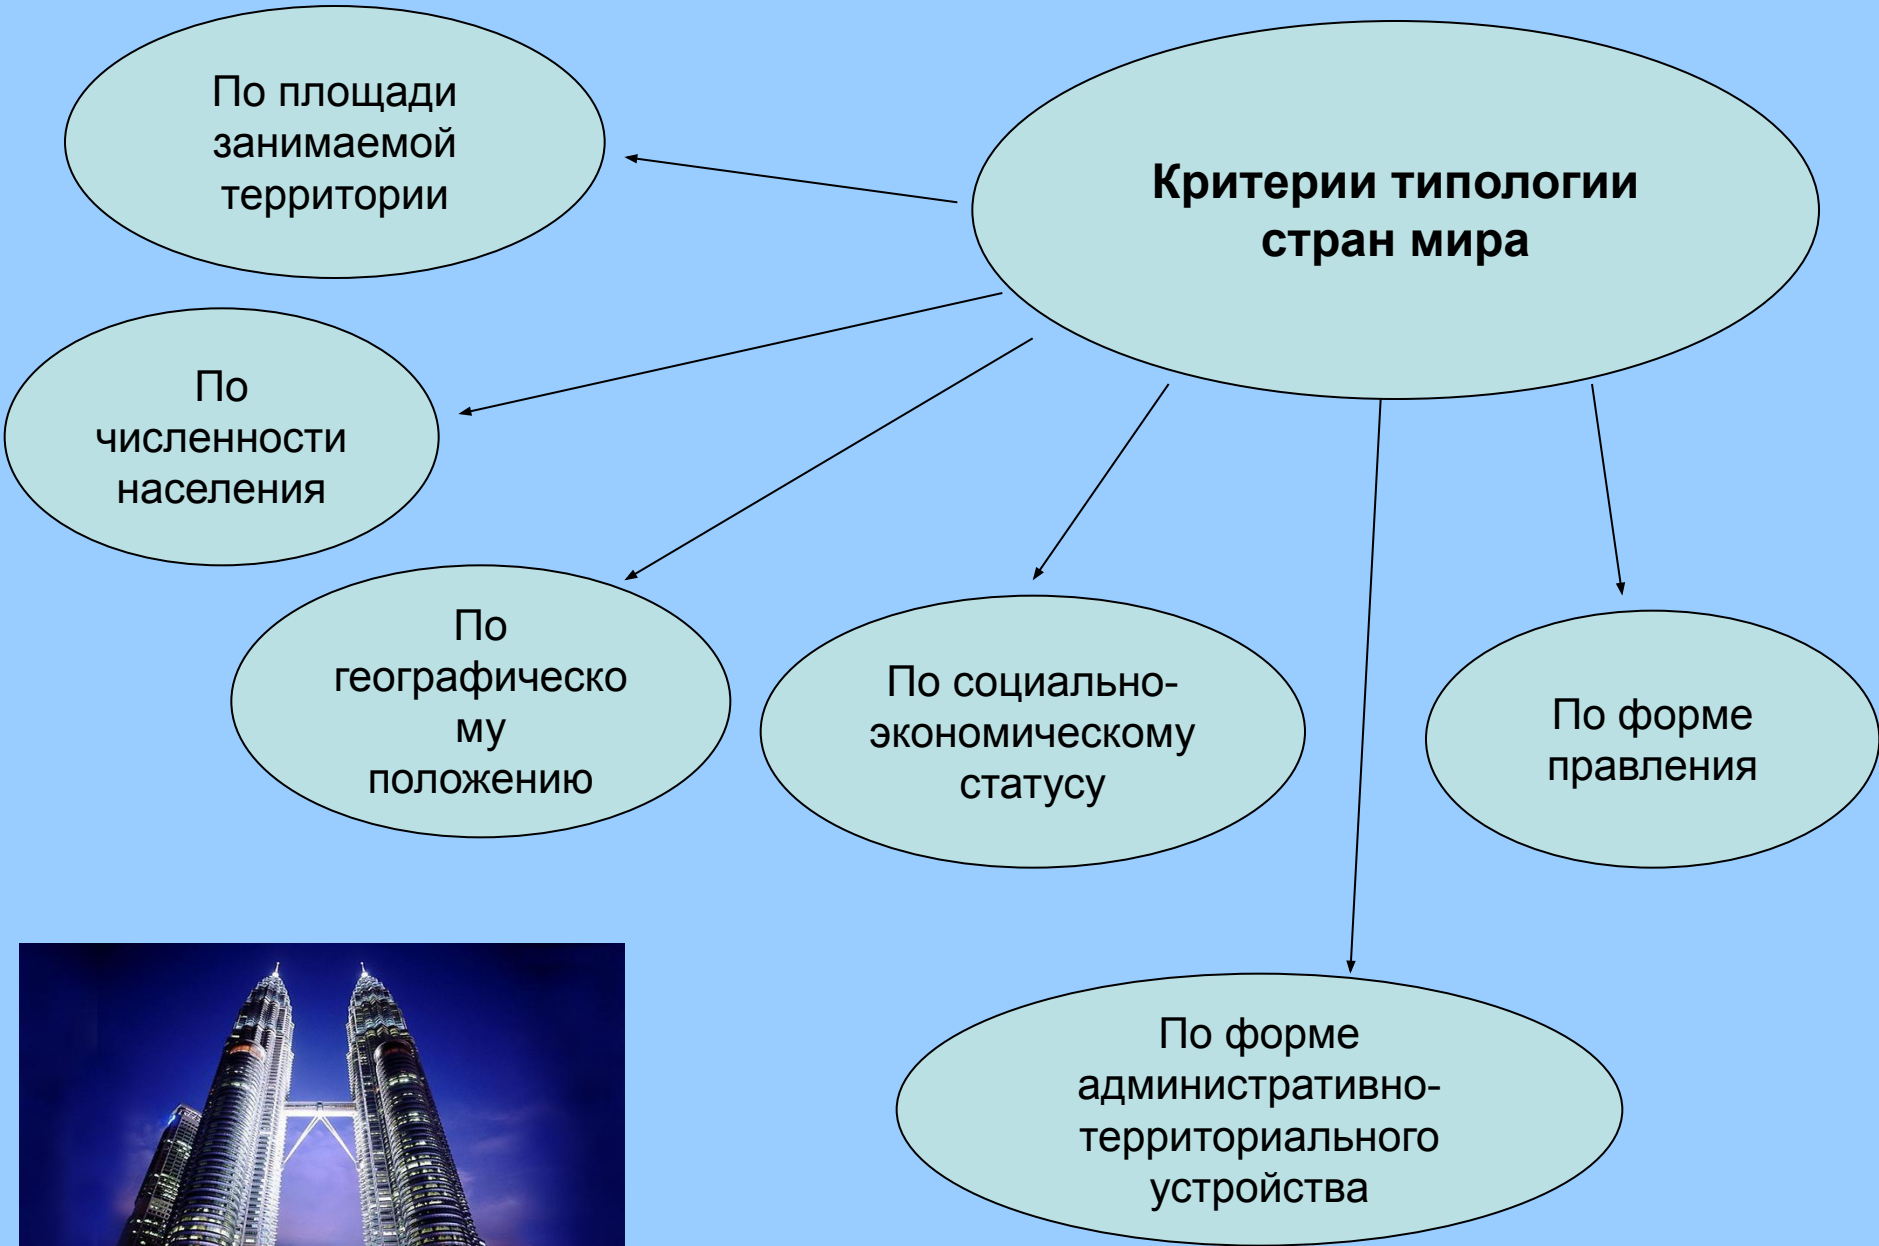 Критерии типологии
стран мира
По площади
занимаемой
территории
По
численности
населения
По
географическо
му
положению
По социально-
экономическому
статусу
По форме
правления
По форме
административно-
территориального
устройства